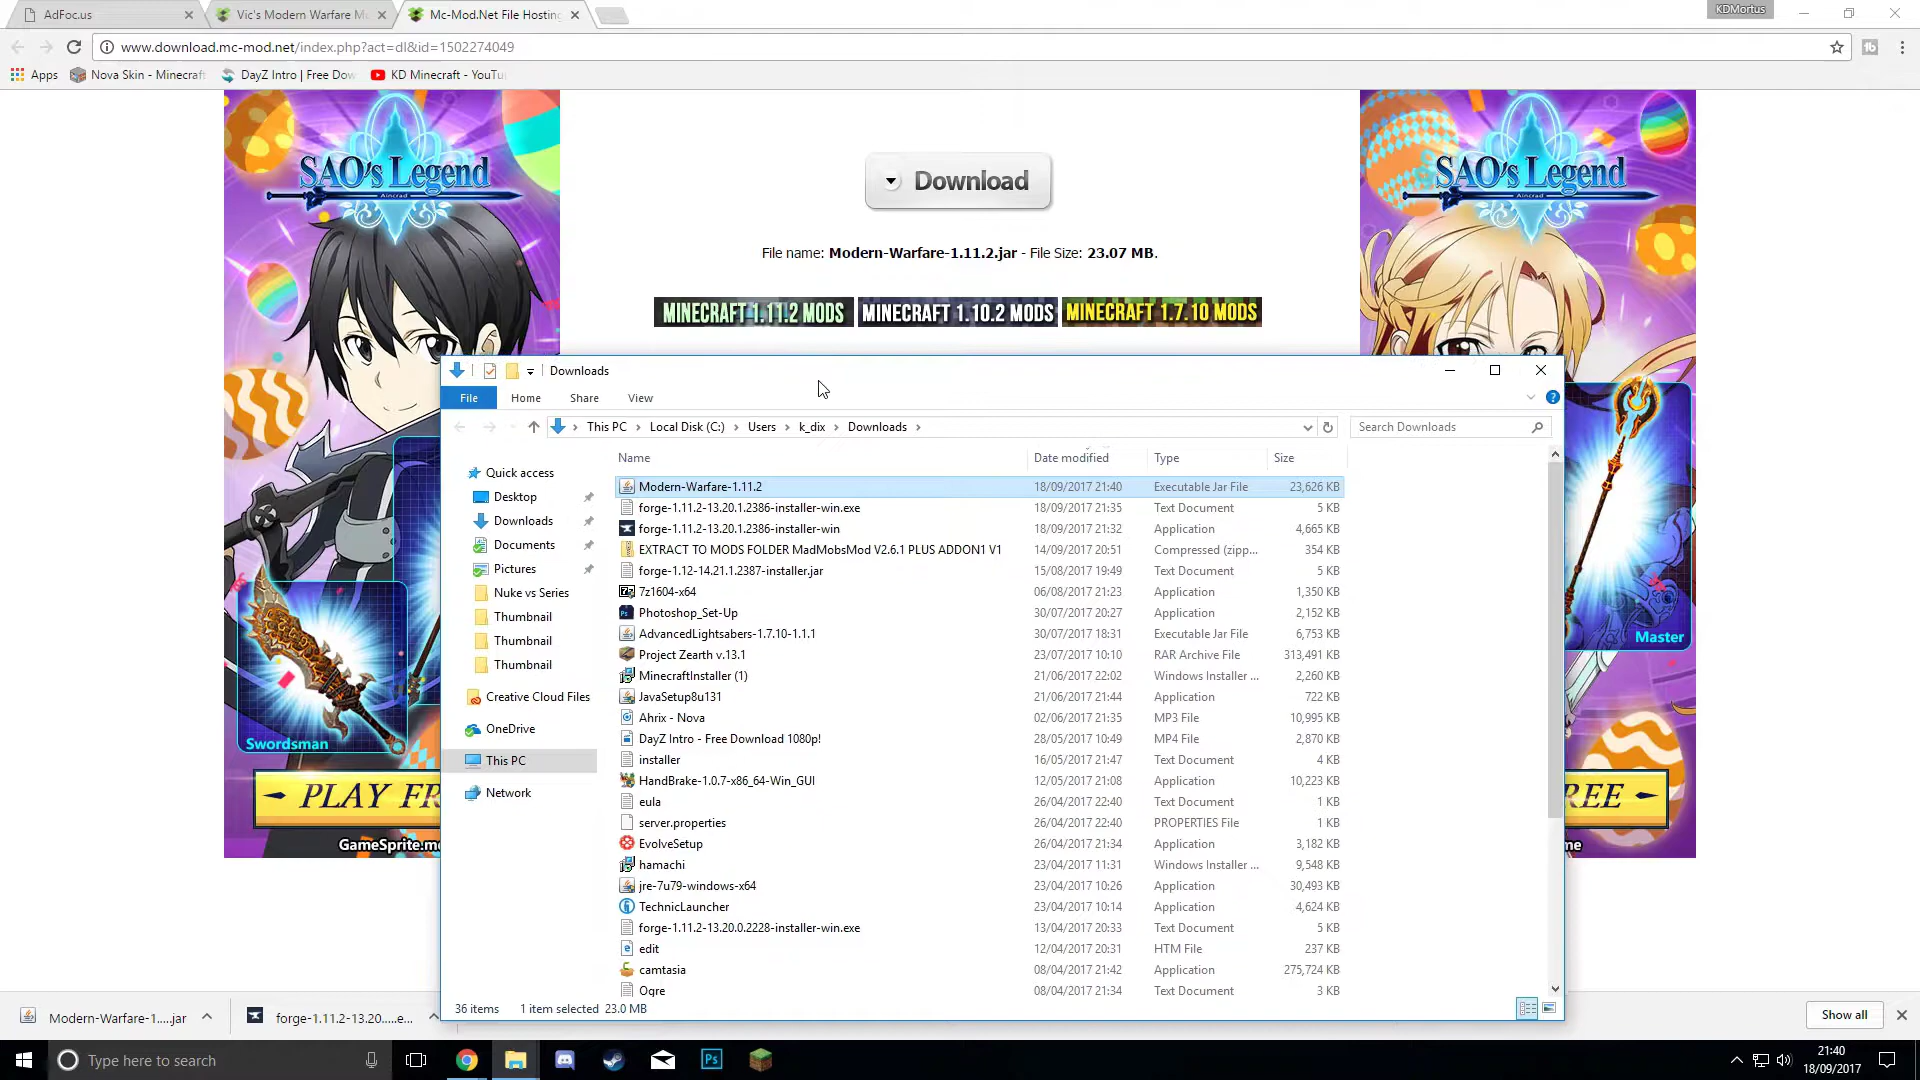 AdFoc.us
Vic's Modern Warfare M
Mc-Mod.Net File Hosting
KDMortus
www.download.mc-mod.net/index.php?act=dl&id=1502274049
Apps
Nova Skin - Minecraft
DayZ Intro | Free Dow
KD Minecraft - YouTu
SAO's Legend
Aincrad
Swordsman
PLAY FR
GameSprite.m
Download
File name: Modern-Warfare-1.11.2.jar - File Size: 23.07 MB.
MINECRAFT 1.11.2 MODS
MINECRAFT 1.10.2 MODS
MINECRAFT 1.7.10 MODS
SAO's Legend
Aincrad
Master
REE
me
Downloads
File
Home
Share
View
This PC
Local Disk (C:)
Users
k_dix
Downloads
Search Downloads
Quick access
Desktop
Downloads
Documents
Pictures
Nuke vs Series
Thumbnail
Thumbnail
Thumbnail
Creative Cloud Files
OneDrive
This PC
Network
Name Date modified Type Size
Modern-Warfare-1.11.2 18/09/2017 21:40 Executable Jar File 23,626 KB
forge-1.11.2-13.20.1.2386-installer-win.exe 18/09/2017 21:35 Text Document 5 KB
forge-1.11.2-13.20.1.2386-installer-win 18/09/2017 21:32 Application 4,665 KB
EXTRACT TO MODS FOLDER MadMobsMod V2.6.1 PLUS ADDON1 V1 14/09/2017 20:51 Compressed (zipp... 354 KB
forge-1.12-14.21.1.2387-installer.jar 15/08/2017 19:49 Text Document 5 KB
7z1604-x64 06/08/2017 21:23 Application 1,350 KB
Photoshop_Set-Up 30/07/2017 20:27 Application 2,152 KB
AdvancedLightsabers-1.7.10-1.1.1 30/07/2017 18:31 Executable Jar File 6,753 KB
Project Zearth v.13.1 23/07/2017 10:10 RAR Archive File 313,491 KB
MinecraftInstaller (1) 21/06/2017 22:02 Windows Installer ... 2,260 KB
JavaSetup8u131 21/06/2017 21:44 Application 722 KB
Ahrix - Nova 02/06/2017 21:35 MP3 File 10,995 KB
DayZ Intro - Free Download 1080p! 28/05/2017 10:49 MP4 File 2,870 KB
installer 16/05/2017 21:47 Text Document 4 KB
HandBrake-1.0.7-x86_64-Win_GUI 12/05/2017 21:08 Application 10,223 KB
eula 26/04/2017 22:40 Text Document 1 KB
server.properties 26/04/2017 22:40 PROPERTIES File 1 KB
EvolveSetup 26/04/2017 21:34 Application 3,182 KB
hamachi 23/04/2017 11:31 Windows Installer ... 9,548 KB
jre-7u79-windows-x64 23/04/2017 10:26 Application 30,493 KB
TechnicLauncher 23/04/2017 10:14 Application 4,624 KB
forge-1.11.2-13.20.0.2228-installer-win.exe 13/04/2017 20:33 Text Document 5 KB
edit 12/04/2017 20:31 HTM File 237 KB
camtasia 08/04/2017 21:42 Application 275,724 KB
Ogre 08/04/2017 21:34 Text Document 3 KB
36 items 1 item selected 23.0 MB
Modern-Warfare-1.....jar
forge-1.11.2-13.20.....e...
Show all
Type here to search
Ps
21:40
18/09/2017